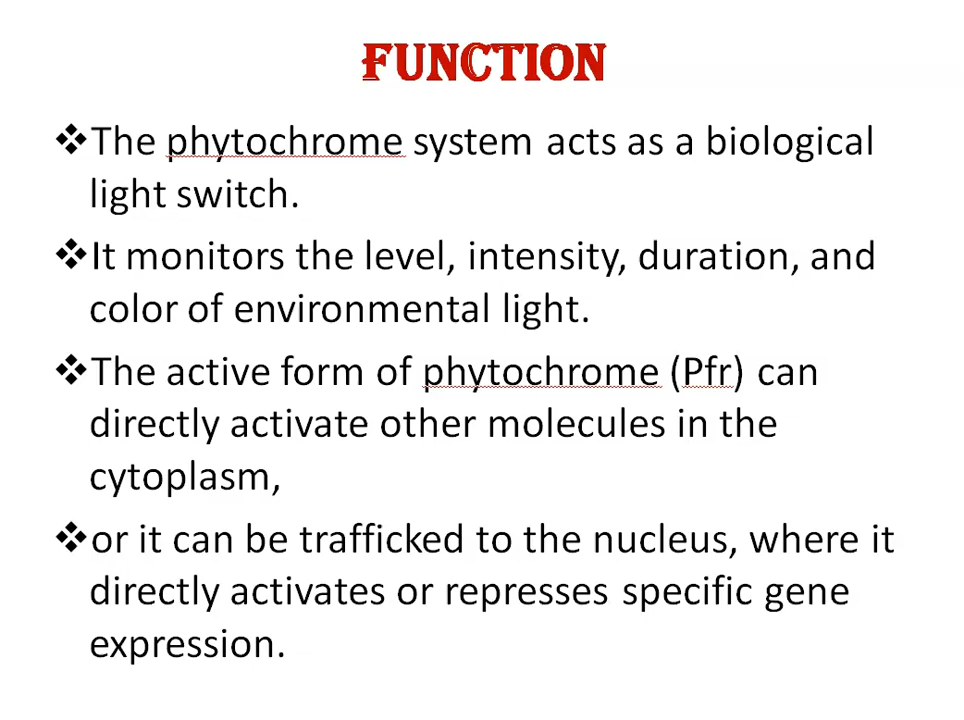 FUNCTION
❖The phytochrome system acts as a biological
light switch.
❖It monitors the level, intensity, duration, and
color of environmental light.
❖The active form of phytochrome (Pfr) can
directly activate other molecules in the
cytoplasm,
❖or it can be trafficked to the nucleus, where it
directly activates or represses specific gene
expression.